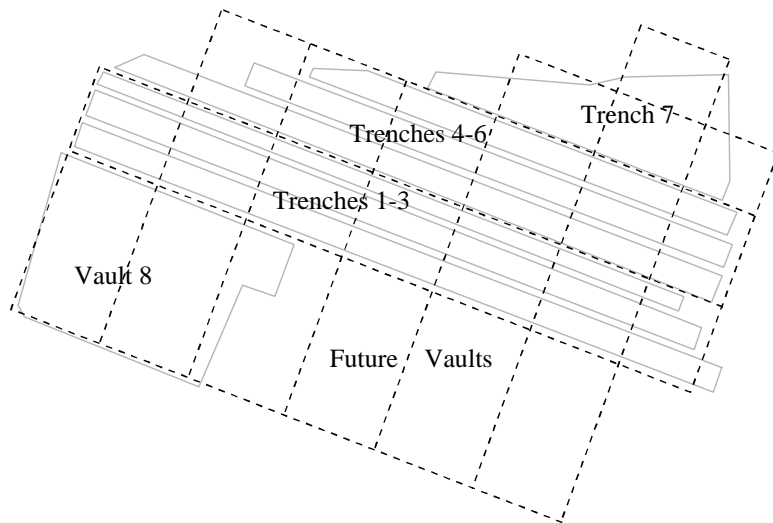 Trench 7
Trenches 4-6
Trenches 1-3
Vault 8
Future Vaults